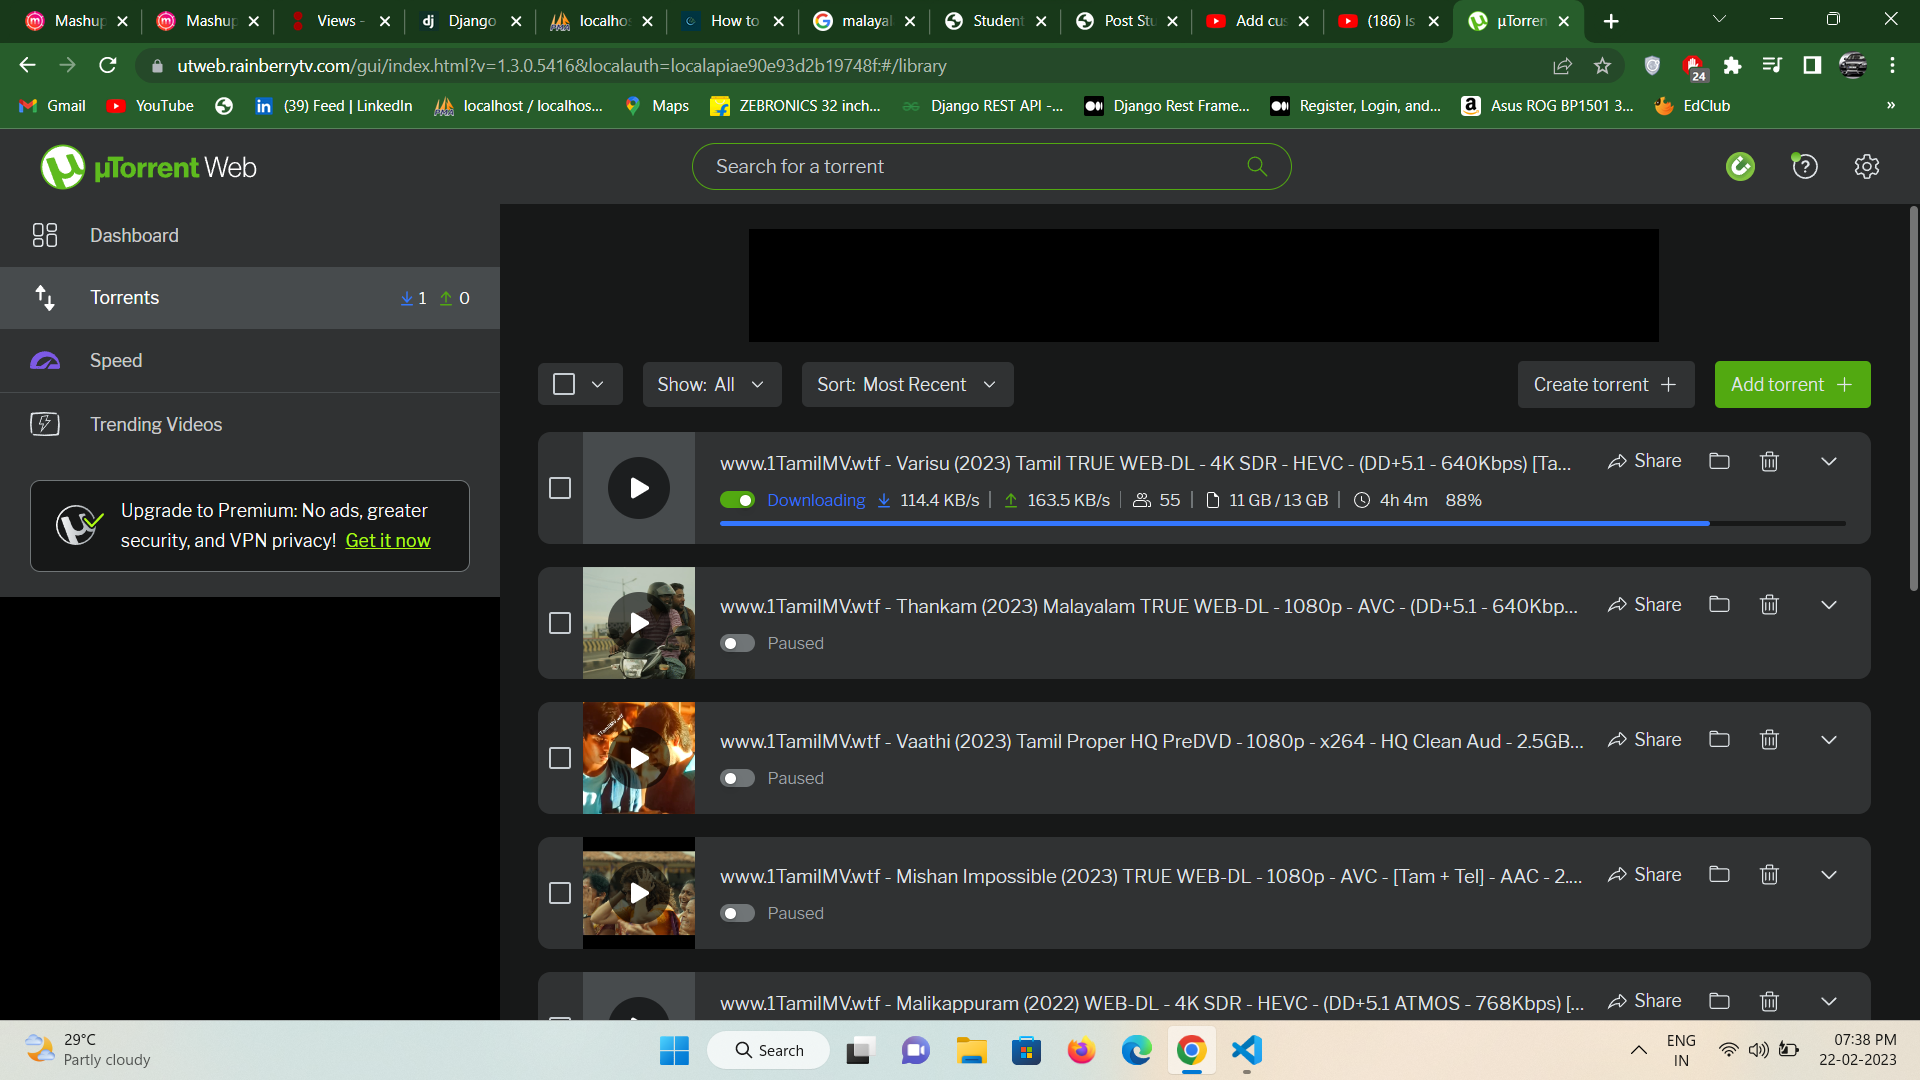 Mashup
Mashup
Views -
dj Django
localhos
How to
malayal
Student
Post Stu
Add cus
(186) Is
µTorren
utweb.rainberrytv.com/gui/index.html?v=1.3.0.5416&localauth=localapiae90e93d2b19748f:#/library
24
Gmail
YouTube
(39) Feed | LinkedIn
localhost / localhos...
Maps
ZEBRONICS 32 inch...
Django REST API -...
Django Rest Frame...
Register, Login, and...
Asus ROG BP1501 3...
EdClub
»
µTorrent Web
Search for a torrent
Dashboard
Torrents
1
0
Speed
Trending Videos
Upgrade to Premium: No ads, greater
security, and VPN privacy! Get it now
Show: All
Sort: Most Recent
Create torrent +
Add torrent +
www.1TamilMV.wtf - Varisu (2023) Tamil TRUE WEB-DL - 4K SDR - HEVC - (DD+5.1 - 640Kbps) [Ta...
Share
Downloading
114.4 KB/s
163.5 KB/s
55
11 GB / 13 GB
4h 4m
88%
www.1TamilMV.wtf - Thankam (2023) Malayalam TRUE WEB-DL - 1080p - AVC - (DD+5.1 - 640Kbp...
Share
Paused
www.1TamilMV.wtf - Vaathi (2023) Tamil Proper HQ PreDVD - 1080p - x264 - HQ Clean Aud - 2.5GB...
Share
Paused
www.1TamilMV.wtf - Mishan Impossible (2023) TRUE WEB-DL - 1080p - AVC - [Tam + Tel] - AAC - 2....
Share
Paused
www.1TamilMV.wtf - Malikappuram (2022) WEB-DL - 4K SDR - HEVC - (DD+5.1 ATMOS - 768Kbps) [...
Share
29°C
Partly cloudy
Search
ENG
IN
07:38 PM
22-02-2023